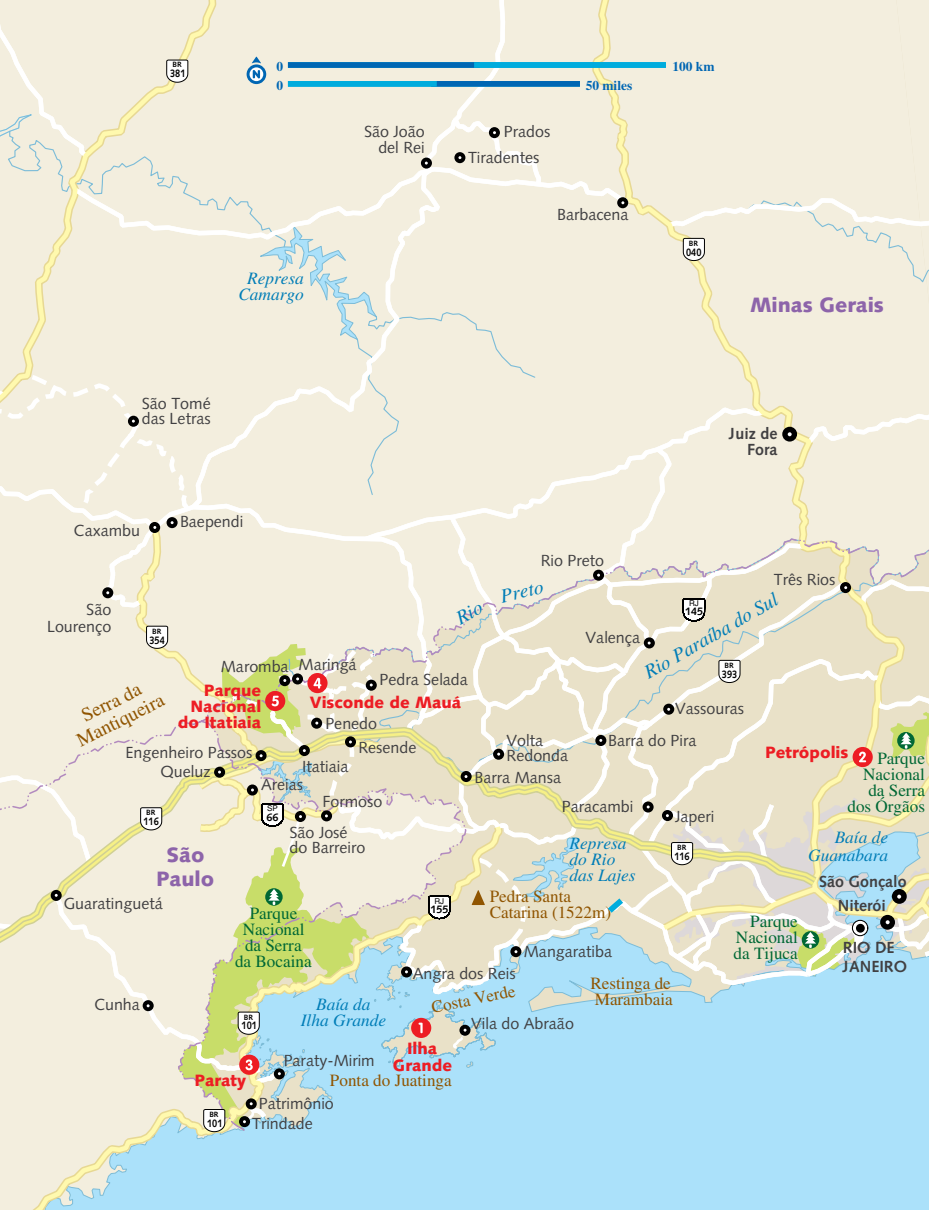 BR
381
N
0
100 km
0
50 miles
São João
del Rei
Prados
Tiradentes
Barbacena
BR
040
Represa
Camargo
Minas Gerais
São Tomé
das Letras
Juiz de
Fora
Caxambu
Baependi
Rio Preto
Três Rios
São
Lourenço
Rio Preto
RJ
145
BR
354
Valença
Rio Paraíba do Sul
BR
393
Maromba
Maringá
4
Visconde de Mauá
Pedra Selada
Parque
Nacional
do Itatiaia
5
Serra da
Mantiqueira
Penedo
Vassouras
Resende
Volta
Redonda
Barra do Pira
Engenheiro Passos
Itatiaia
Queluz
Barra Mansa
Petrópolis
2
Parque
Nacional
da Serra
dos Órgãos
Areias
Formoso
SP
66
BR
116
São José
do Barreiro
Paracambi
Japeri
São
Paulo
Represa
do Rio
das Lajes
BR
116
Baía de
Guanabara
São Gonçalo
Niterói
Guaratinguetá
RJ
155
Pedra Santa
Catarina (1522m)
Parque
Nacional
da Serra
da Bocaina
Parque
Nacional
da Tijuca
RIO DE
JANEIRO
Mangaratiba
Angra dos Reis
Costa Verde
Restinga de
Marambaia
Cunha
Baía da
Ilha Grande
BR
101
1
Ilha
Grande
Vila do Abraão
3
Paraty
Paraty-Mirim
Ponta do Juatinga
Patrimônio
BR
101
Trindade